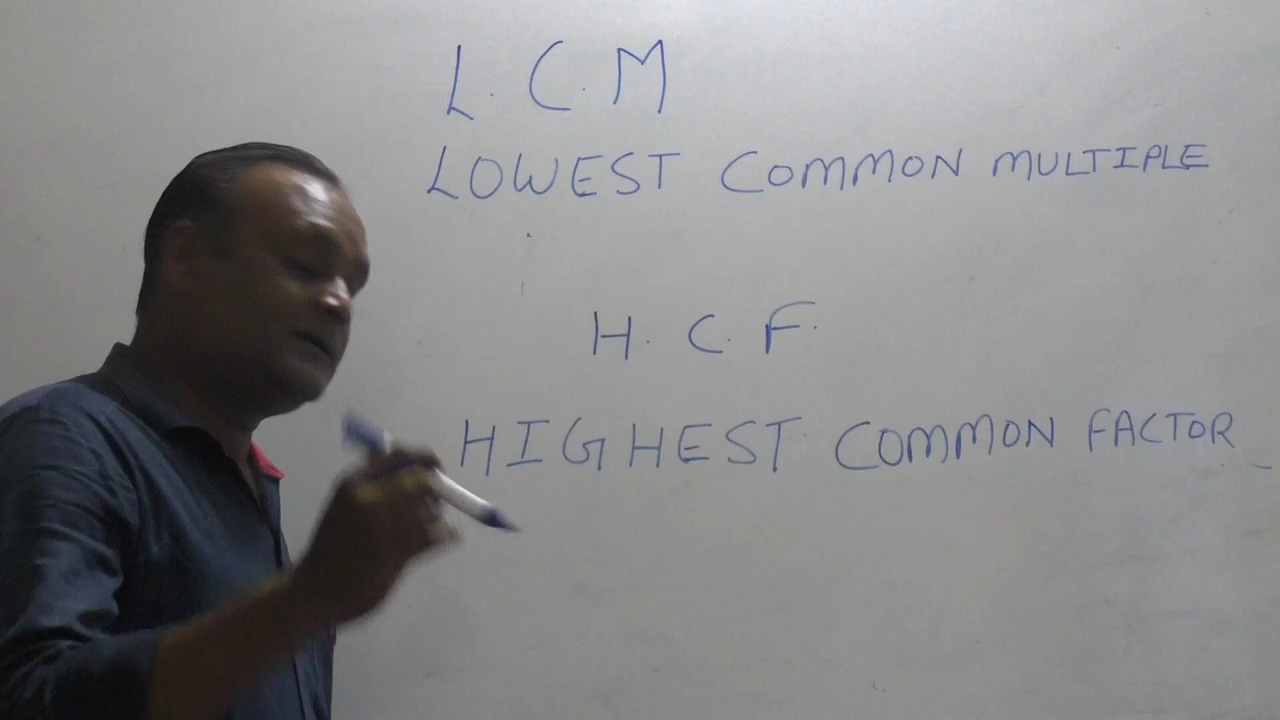 L.C.M
LOWEST COMMON MULTIPLE
H.C.F.
HIGHEST COMMON FACTOR